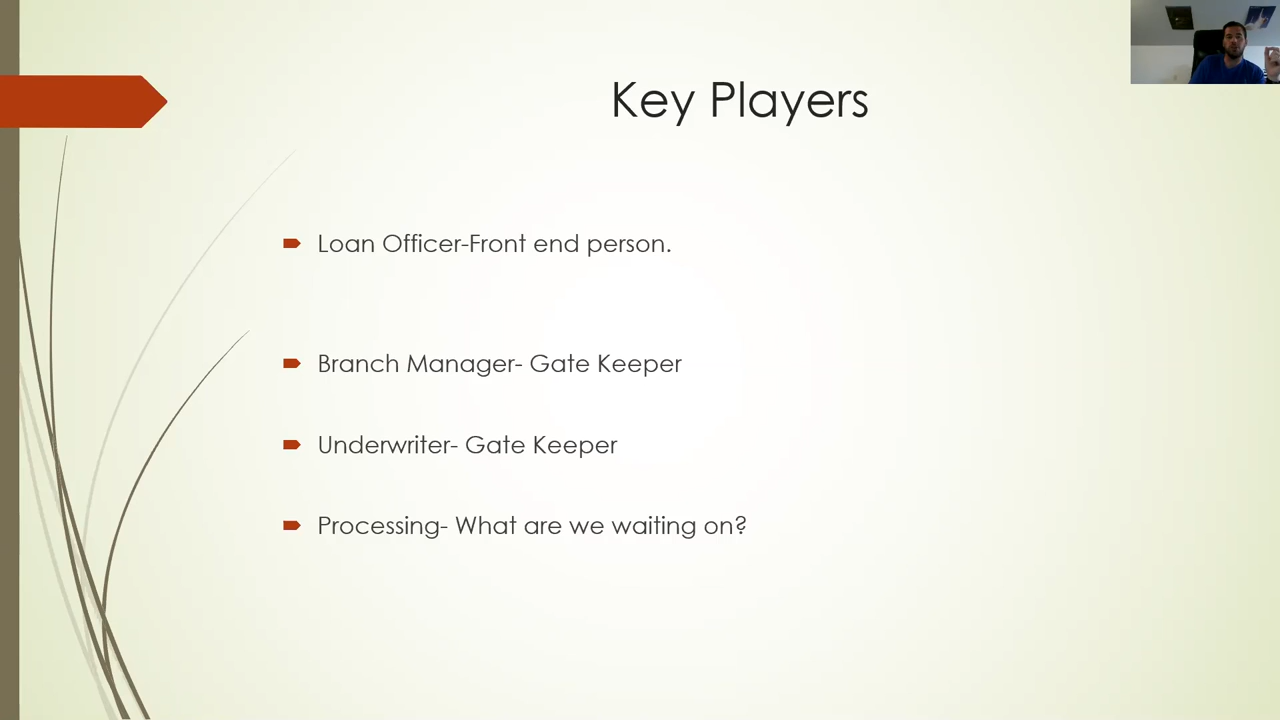 Key Players
Loan Officer-Front end person.
Branch Manager- Gate Keeper
Underwriter- Gate Keeper
Processing- What are we waiting on?